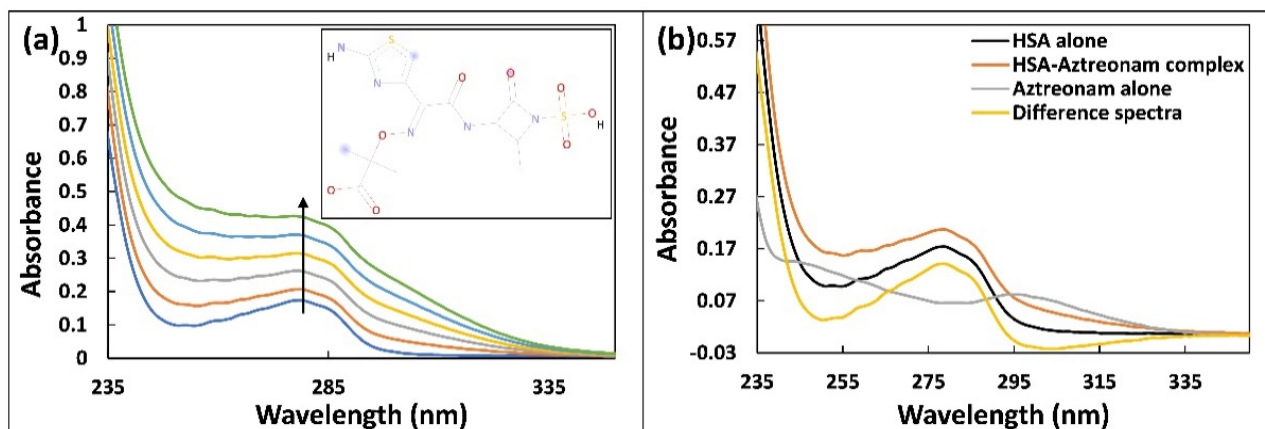 (a)
1
0.9
0.8
0.7
0.6
0.5
0.4
0.3
0.2
0.1
0
Absorbance
235 285 335
Wavelength (nm)
S
N
H
N
O
O
O
N
O
N
N
S
O
H
O
O
O
(b)
0.57
0.47
0.37
0.27
0.17
0.07
-0.03
Absorbance
HSA alone
HSA-Aztreonam complex
Aztreonam alone
Difference spectra
235 255 275 295 315 335
Wavelength (nm)